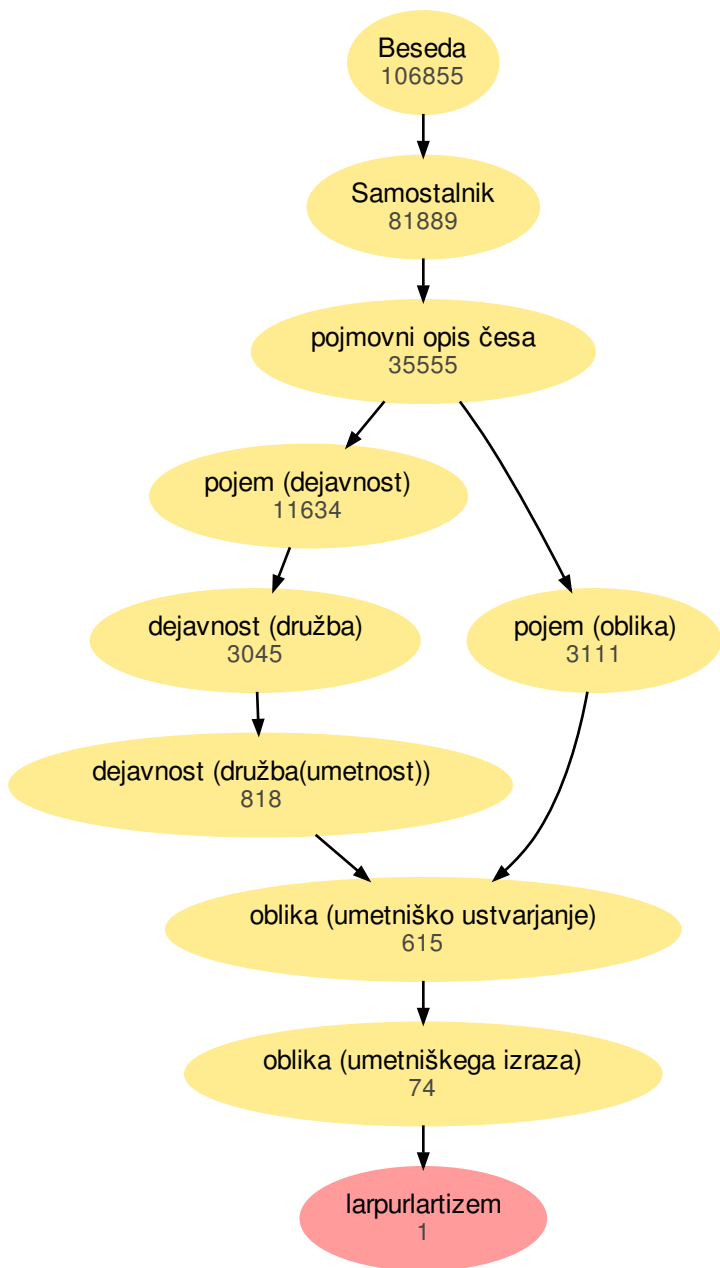 Beseda
106855
Samostalnik
81889
pojmovni opis česa
35555
pojem (dejavnost)
11634
dejavnost (družba)
3045
pojem (oblika)
3111
dejavnost (družba(umetnost))
818
oblika (umetniško ustvarjanje)
615
oblika (umetniškega izraza)
74
larpurlartizem
1